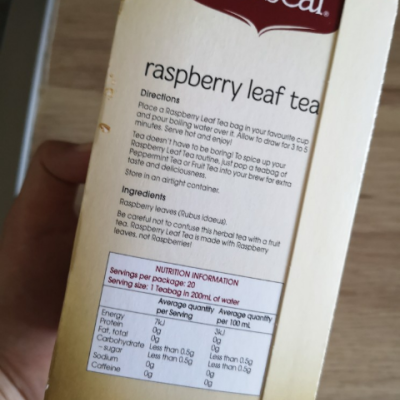 raspberry leaf tea
Directions
Place a Raspberry Leaf Tea bag in your favourite cup
and pour boiling water over it. Allow to draw for 3 to 5
minutes. Serve hot and enjoy!
Tea doesn't have to be boring! To spice up your
Raspberry Leaf Tea routine, just pop a teabag of
Peppermint Tea or Fruit Tea into your brew for extra
taste and deliciousness.
Store in an airtight container.
Ingredients
Raspberry leaves (Rubus idaeus).
Be careful not to confuse this herbal tea with a fruit
tea. Raspberry Leaf Tea is made with Raspberry
leaves, not Raspberries!
NUTRITION INFORMATION
Servings per package: 20
Serving size: 1 Teabag in 200mL of water
Average quantity Average quantity
per Serving per 100 mL
Energy 7kJ 3kJ
Protein 0g 0g
Fat, total 0g 0g
Carbohydrate Less than 0.5g Less than 0.5g
- sugar Less than 0.5g Less than 0.5g
Sodium 0g 0g
Caffeine 0g 0g